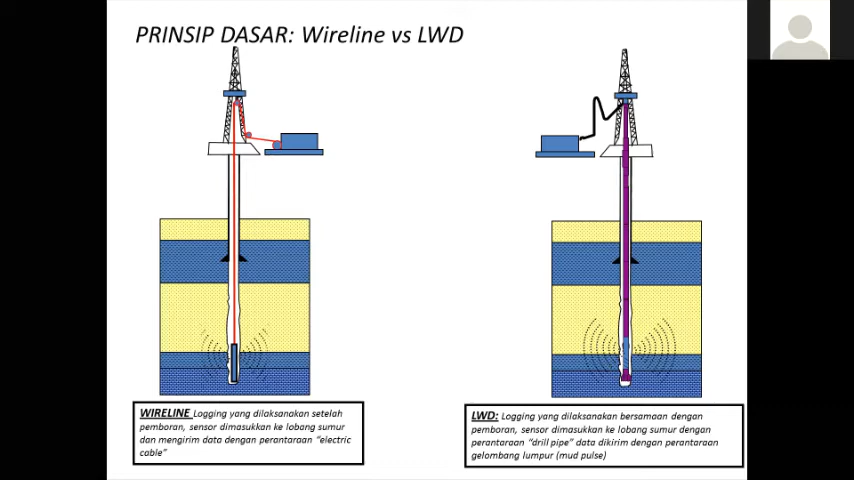 PRINSIP DASAR: Wireline vs LWD
WIRELINE Logging yang dilaksanakan setelah
pemboran, sensor dimasukkan ke lobang sumur
dan mengirim data dengan perantaraan "electric
cable"
LWD: Logging yang dilaksanakan bersamaan dengan
pemboran, sensor dimasukkan ke lobang sumur dengan
perantaraan "drill pipe" data dikirim dengan perantaraan
gelombang lumpur (mud pulse)